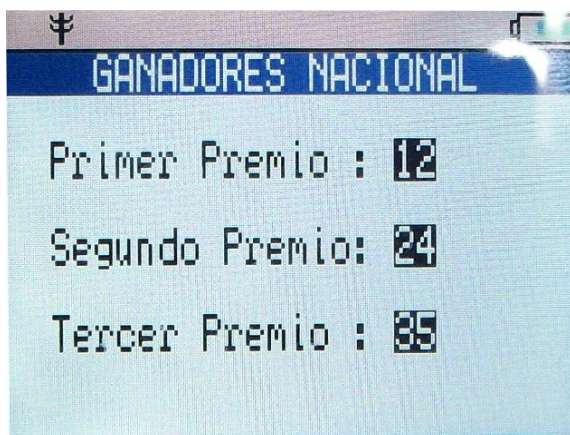 GANADORES NACIONAL
Primer Premio : 12
Segundo Premio: 24
Tercer Premio : 35